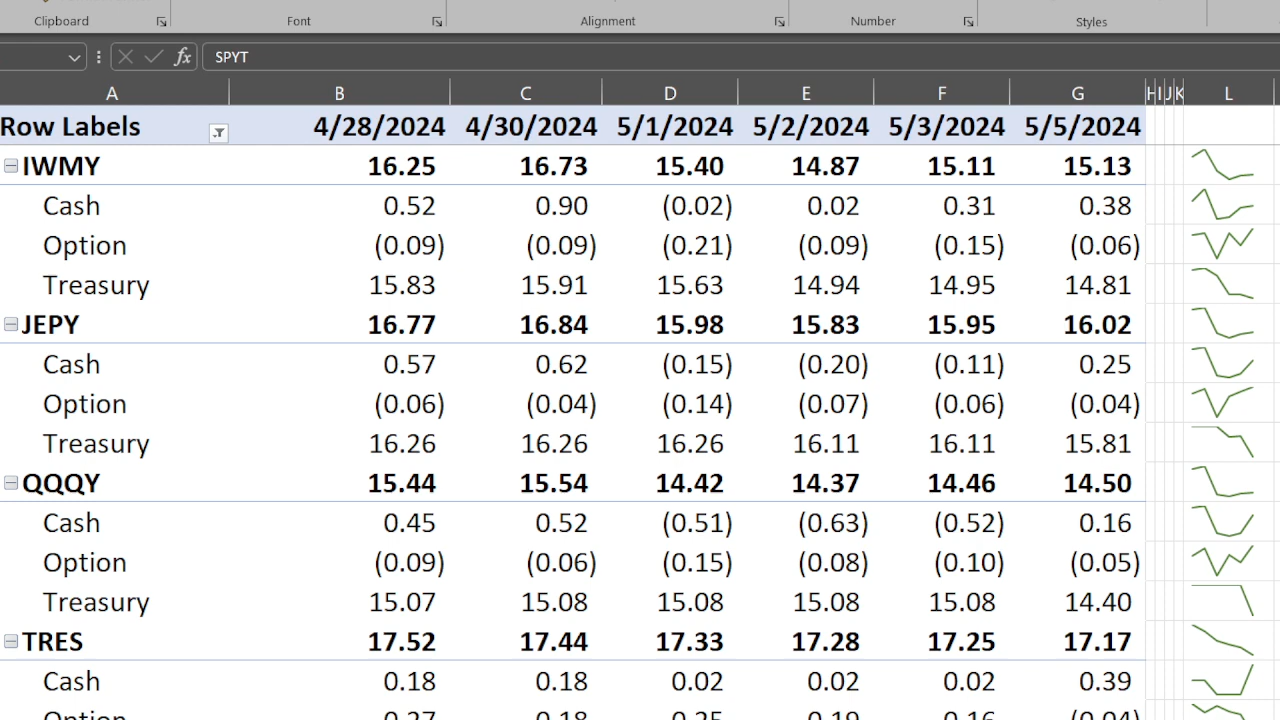 Clipboard Font Alignment Number Styles
fx SPYT
A B C D E F G H I J K L
Row Labels 4/28/2024 4/30/2024 5/1/2024 5/2/2024 5/3/2024 5/5/2024
IWMY 16.25 16.73 15.40 14.87 15.11 15.13
Cash 0.52 0.90 (0.02) 0.02 0.31 0.38
Option (0.09) (0.09) (0.21) (0.09) (0.15) (0.06)
Treasury 15.83 15.91 15.63 14.94 14.95 14.81
JEPY 16.77 16.84 15.98 15.83 15.95 16.02
Cash 0.57 0.62 (0.15) (0.20) (0.11) 0.25
Option (0.06) (0.04) (0.14) (0.07) (0.06) (0.04)
Treasury 16.26 16.26 16.26 16.11 16.11 15.81
QQQY 15.44 15.54 14.42 14.37 14.46 14.50
Cash 0.45 0.52 (0.51) (0.63) (0.52) 0.16
Option (0.09) (0.06) (0.15) (0.08) (0.10) (0.05)
Treasury 15.07 15.08 15.08 15.08 15.08 14.40
TRES 17.52 17.44 17.33 17.28 17.25 17.17
Cash 0.18 0.18 0.02 0.02 0.02 0.39
Option